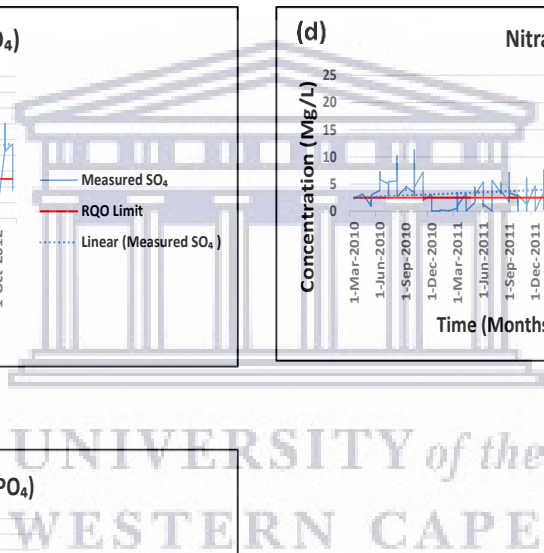 O₄)
Measured SO₄
RQO Limit
Linear (Measured SO₄ )
1-Oct-2012
(d)
Nitra
Concentration (Mg/L)
25
20
15
10
5
0
1-Mar-2010
1-Jun-2010
1-Sep-2010
1-Dec-2010
1-Mar-2011
1-Jun-2011
1-Sep-2011
1-Dec-2011
Time (Months
UNIVERSITY of the
WESTERN CAPE
PO₄)